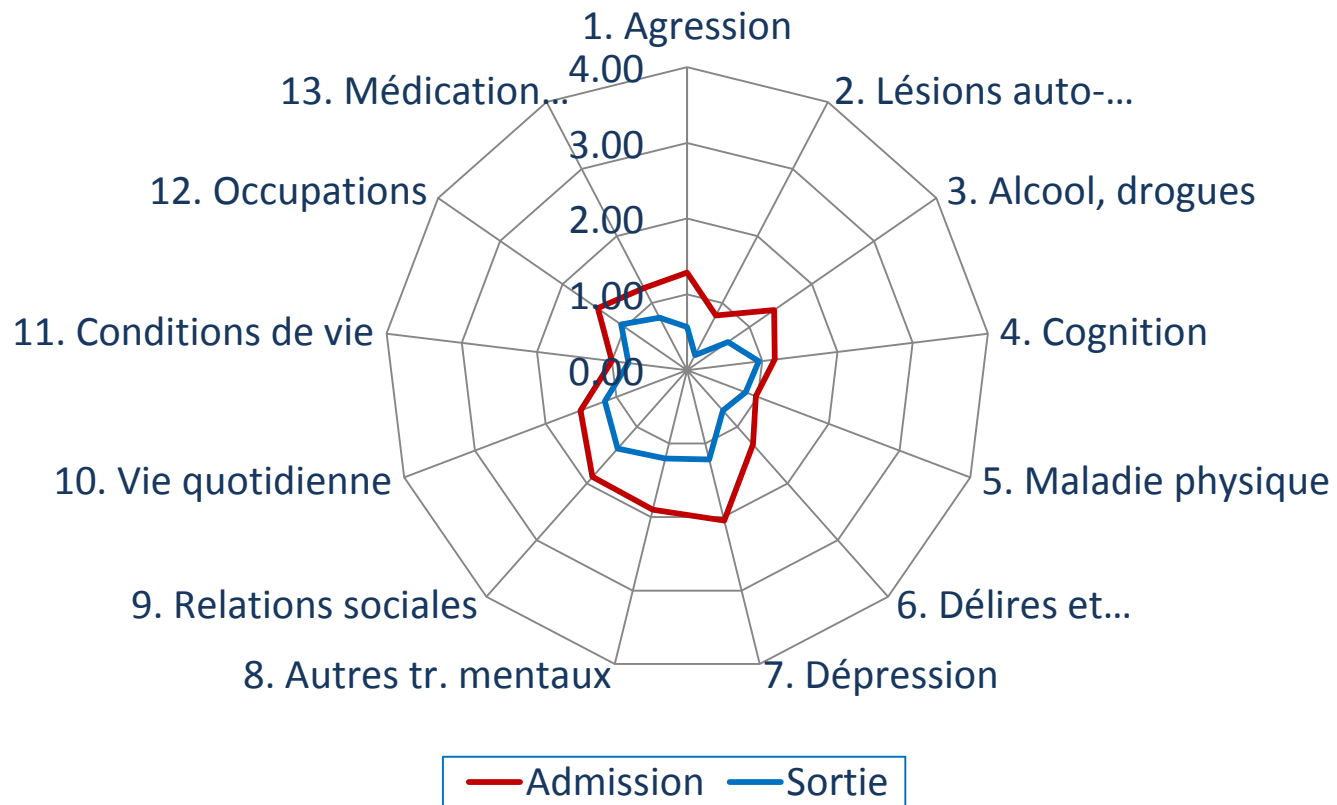 1. Agression
4.00
13. Médication...
2. Lésions auto-...
3.00
12. Occupations
3. Alcool, drogues
2.00
1.00
11. Conditions de vie
4. Cognition
0.00
10. Vie quotidienne
5. Maladie physique
9. Relations sociales
6. Délires et...
8. Autres tr. mentaux
7. Dépression
Admission
Sortie